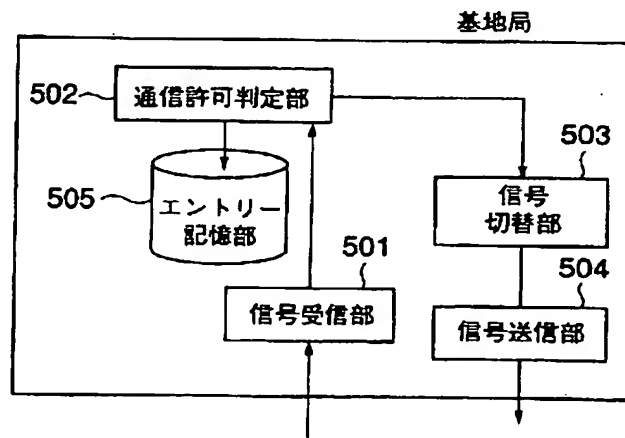 基地局
502
通信許可判定部
503
505
エントリー
記憶部
信号
切替部
501
504
信号受信部
信号送信部